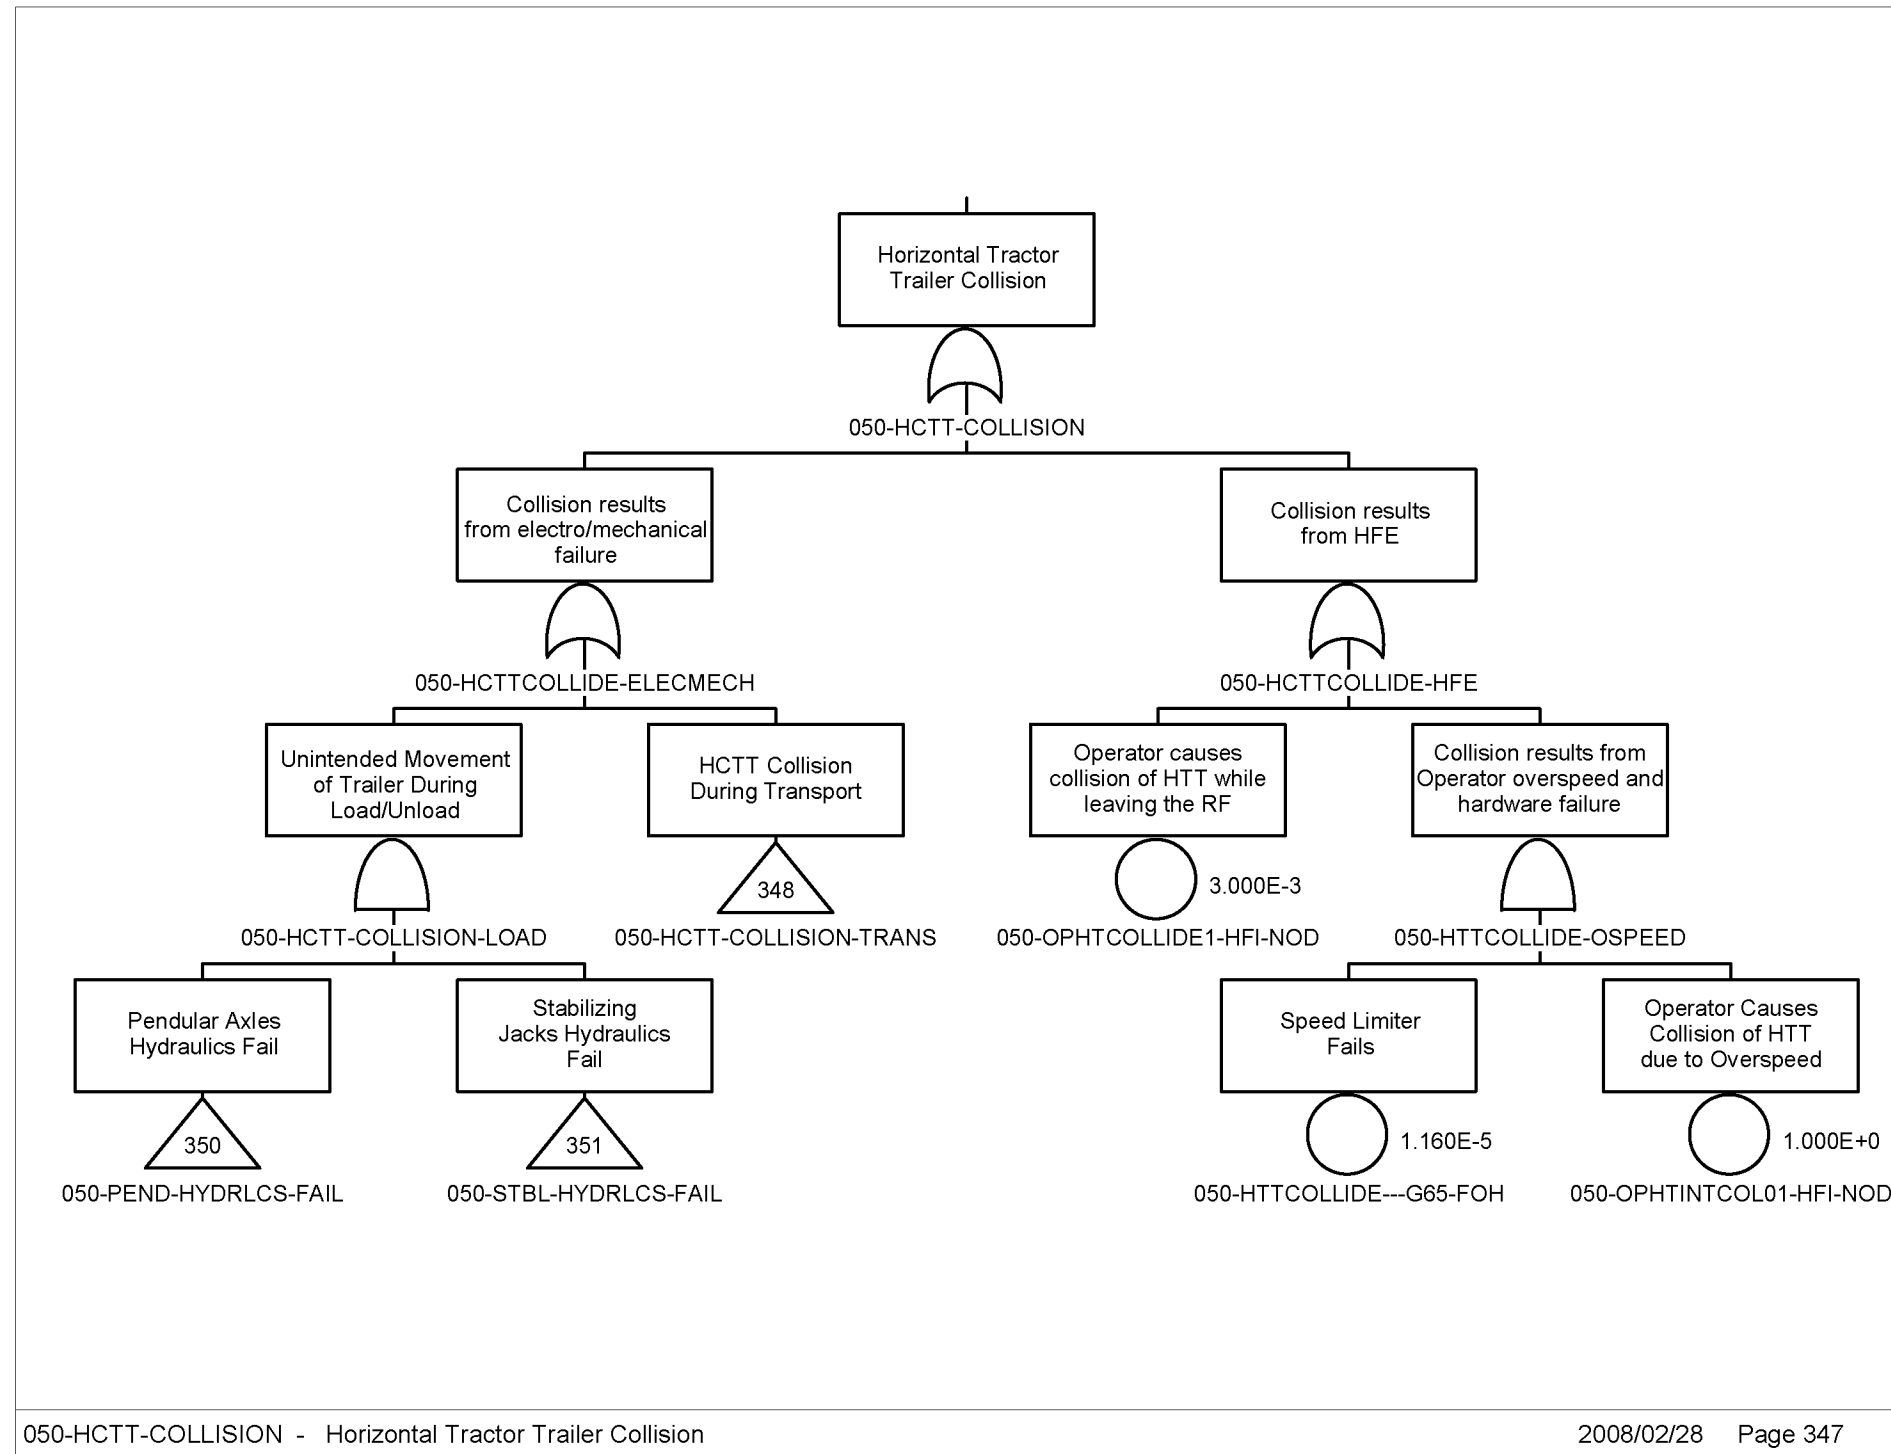 Horizontal Tractor
Trailer Collision
050-HCTT-COLLISION
Collision results
from electro/mechanical
failure
050-HCTTCOLLIDE-ELECMECH
Collision results
from HFE
050-HCTTCOLLIDE-HFE
Unintended Movement
of Trailer During
Load/Unload
050-HCTT-COLLISION-LOAD
HCTT Collision
During Transport
348
050-HCTT-COLLISION-TRANS
Operator causes
collision of HTT while
leaving the RF
3.000E-3
050-OPHTCOLLIDE1-HFI-NOD
Collision results from
Operator overspeed and
hardware failure
050-HTTCOLLIDE-OSPEED
Pendular Axles
Hydraulics Fail
350
050-PEND-HYDRLCS-FAIL
Stabilizing
Jacks Hydraulics
Fail
351
050-STBL-HYDRLCS-FAIL
Speed Limiter
Fails
1.160E-5
050-HTTCOLLIDE---G65-FOH
Operator Causes
Collision of HTT
due to Overspeed
1.000E+0
050-OPHTINTCOL01-HFI-NOD
050-HCTT-COLLISION - Horizontal Tractor Trailer Collision
2008/02/28 Page 347